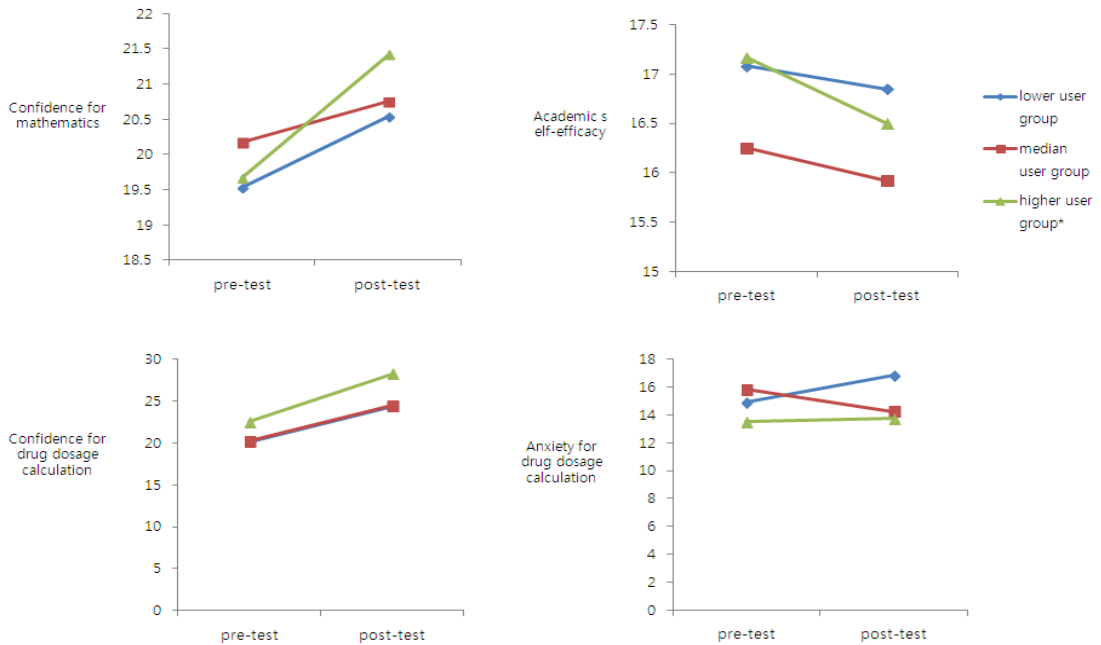 22
21.5
21
20.5
20
19.5
19
18.5
Confidence for
mathematics
pre-test post-test
17.5
17
16.5
16
15.5
15
Academic s
elf-efficacy
pre-test post-test
lower user
group
median
user group
higher user
group*
30
25
20
15
10
5
0
Confidence for
drug dosage
calculation
pre-test post-test
18
16
14
12
10
8
6
4
2
0
Anxiety for
drug dosage
calculation
pre-test post-test